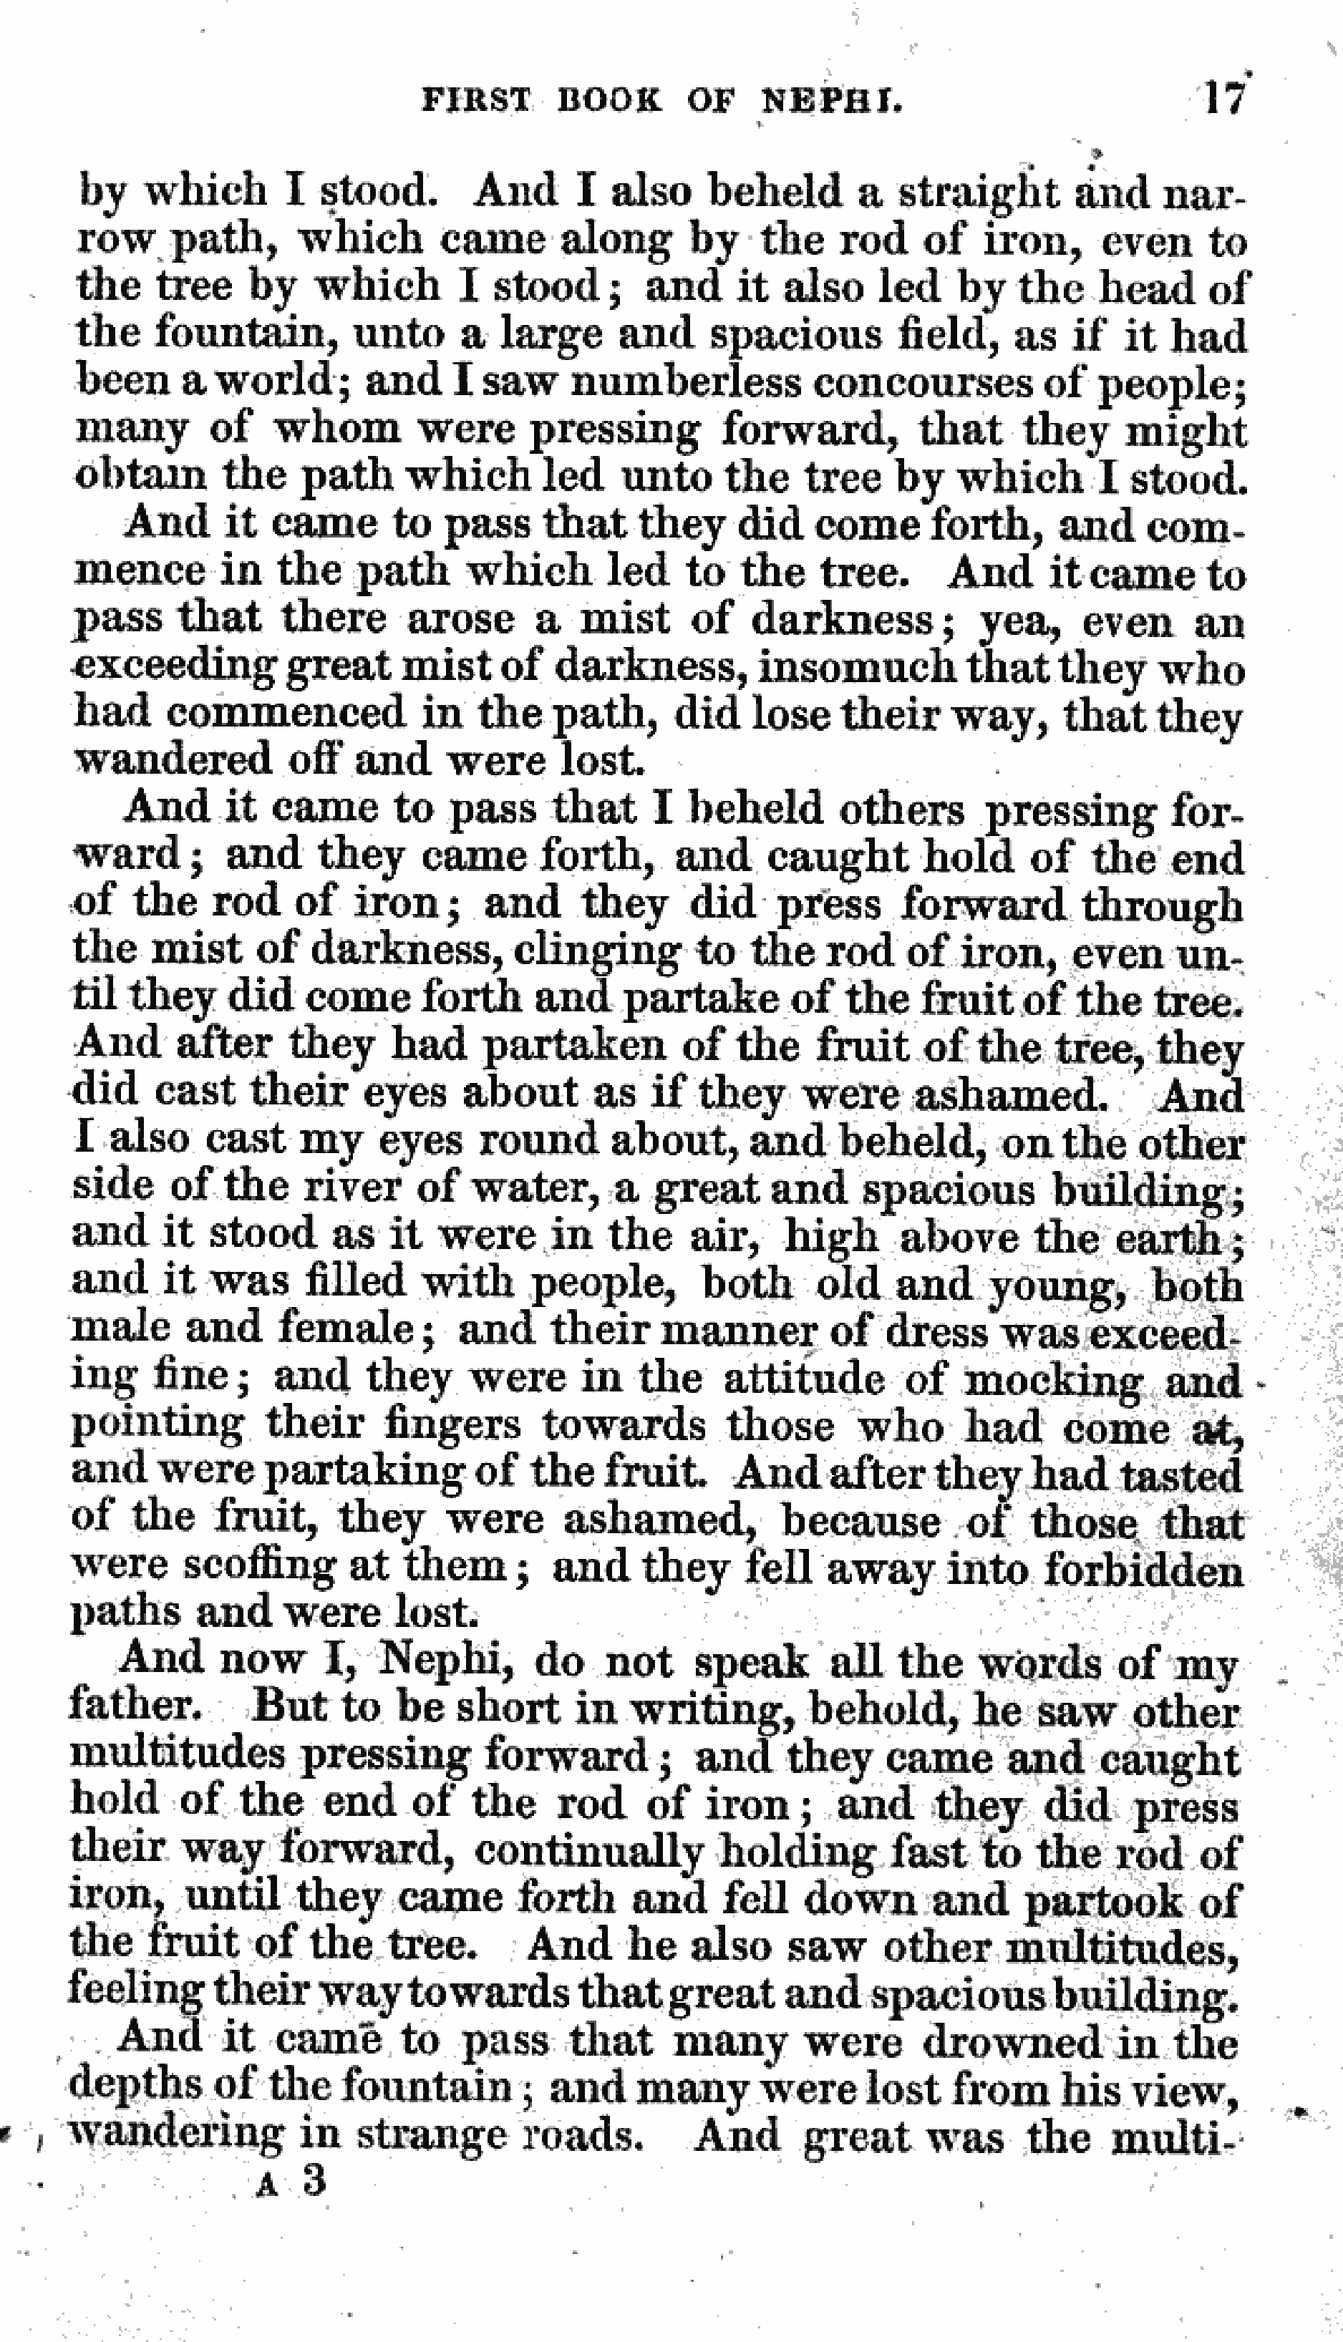 FIRST BOOK OF NEPHI. 17
by which I stood. And I also beheld a straight and nar-
row path, which came along by the rod of iron, even to
the tree by which I stood; and it also led by the head of
the fountain, unto a large and spacious field, as if it had
been a world; and I saw numberless concourses of people;
many of whom were pressing forward, that they might
obtain the path which led unto the tree by which I stood.
And it came to pass that they did come forth, and com-
mence in the path which led to the tree. And it came to
pass that there arose a mist of darkness; yea, even an
exceeding great mist of darkness, insomuch that they who
had commenced in the path, did lose their way, that they
wandered off and were lost.
And it came to pass that I beheld others pressing for-
ward; and they came forth, and caught hold of the end
of the rod of iron; and they did press forward through
the mist of darkness, clinging to the rod of iron, even un-
til they did come forth and partake of the fruit of the tree.
And after they had partaken of the fruit of the tree, they
did cast their eyes about as if they were ashamed. And
I also cast my eyes round about, and beheld, on the other
side of the river of water, a great and spacious building;
and it stood as it were in the air, high above the earth;
and it was filled with people, both old and young, both
male and female; and their manner of dress was exceed-
ing fine; and they were in the attitude of mocking and
pointing their fingers towards those who had come at,
and were partaking of the fruit. And after they had tasted
of the fruit, they were ashamed, because of those that
were scoffing at them; and they fell away into forbidden
paths and were lost.
And now I, Nephi, do not speak all the words of my
father. But to be short in writing, behold, he saw other
multitudes pressing forward; and they came and caught
hold of the end of the rod of iron; and they did press
their way forward, continually holding fast to the rod of
iron, until they came forth and fell down and partook of
the fruit of the tree. And he also saw other multitudes,
feeling their way towards that great and spacious building.
And it came to pass that many were drowned in the
depths of the fountain; and many were lost from his view,
wandering in strange roads. And great was the multi-
A 3